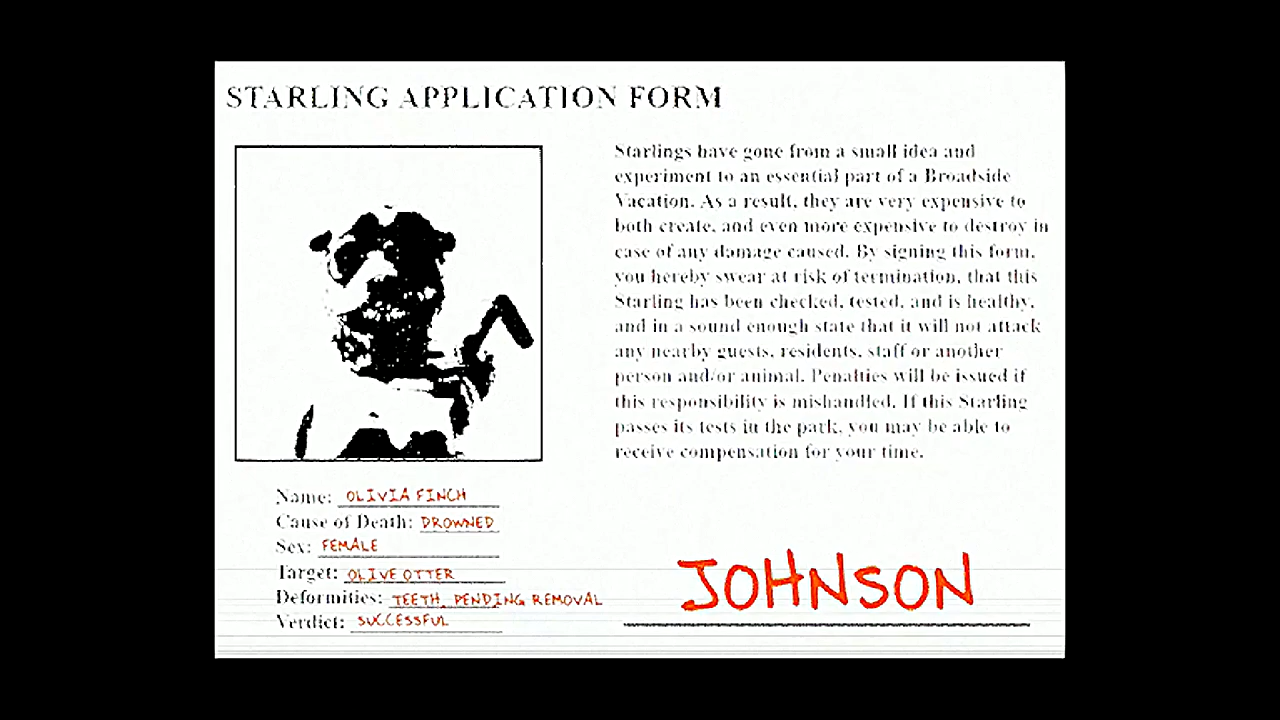 STARLING APPLICATION FORM
Starlings have gone from a small idea and
experiment to an essential part of a Broadside
Vacation. As a result, they are very expensive to
both create, and even more expensive to destroy in
case of any damage caused. By signing this form,
you hereby swear at risk of termination, that this
Starling has been checked, tested, and is healthy,
and in a sound enough state that it will not attack
any nearby guests, residents, staff or another
person and/or animal. Penalties will be issued if
this responsibility is mishandled. If this Starling
passes its tests in the park, you may be able to
receive compensation for your time.
Name: OLIVIA FINCH
Cause of Death: DROWNED
Sex: FEMALE
Target: OLIVE OTTER
Deformities: TEETH, PENDING REMOVAL
Verdict: SUCCESSFUL
JOHNSON